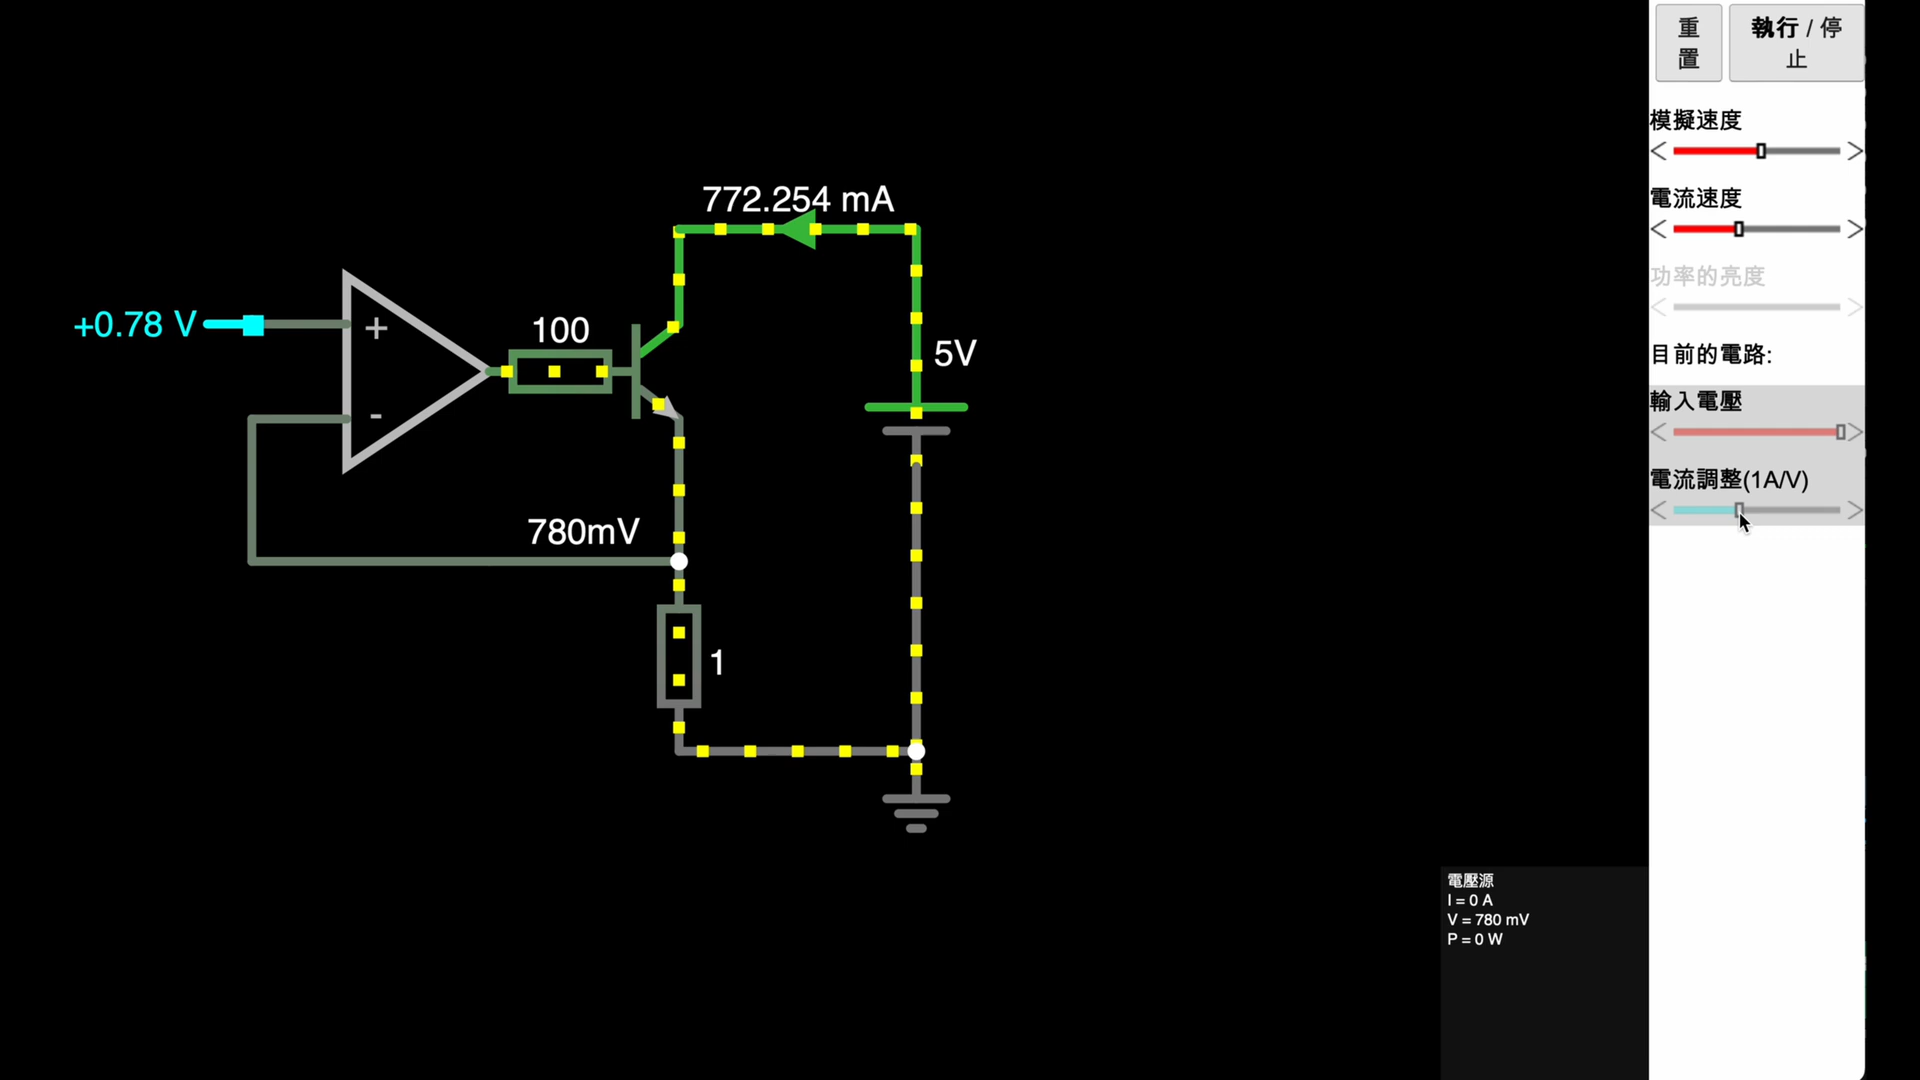 重
置
執行 / 停
止
模擬速度
電流速度
功率的亮度
目前的電路:
輸入電壓
電流調整(1A/V)
772.254 mA
+0.78 V
+
100
5V
-
780mV
1
電壓源
I = 0 A
V = 780 mV
P = 0 W